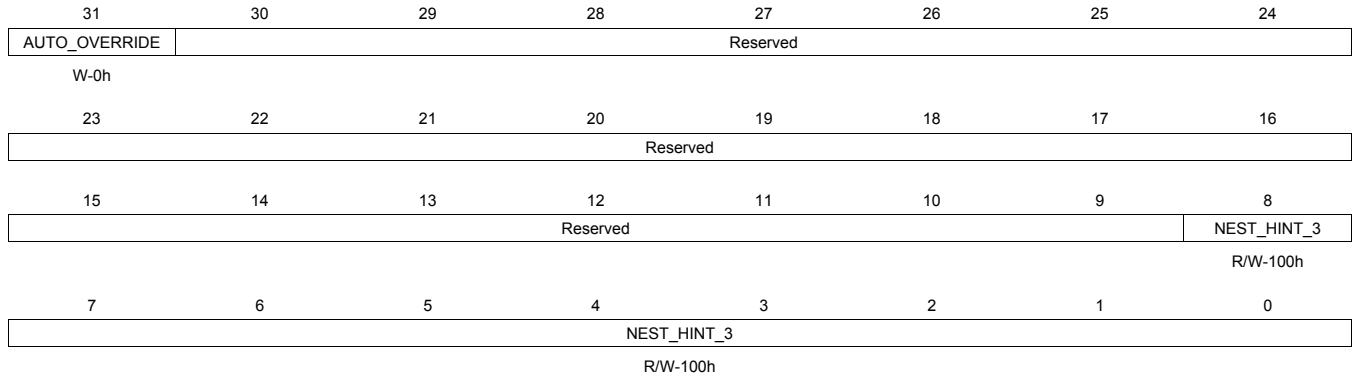 31 30 29 28 27 26 25 24
AUTO_OVERRIDE Reserved
W-0h
23 22 21 20 19 18 17 16
Reserved
15 14 13 12 11 10 9 8
Reserved NEST_HINT_3
R/W-100h
7 6 5 4 3 2 1 0
NEST_HINT_3
R/W-100h